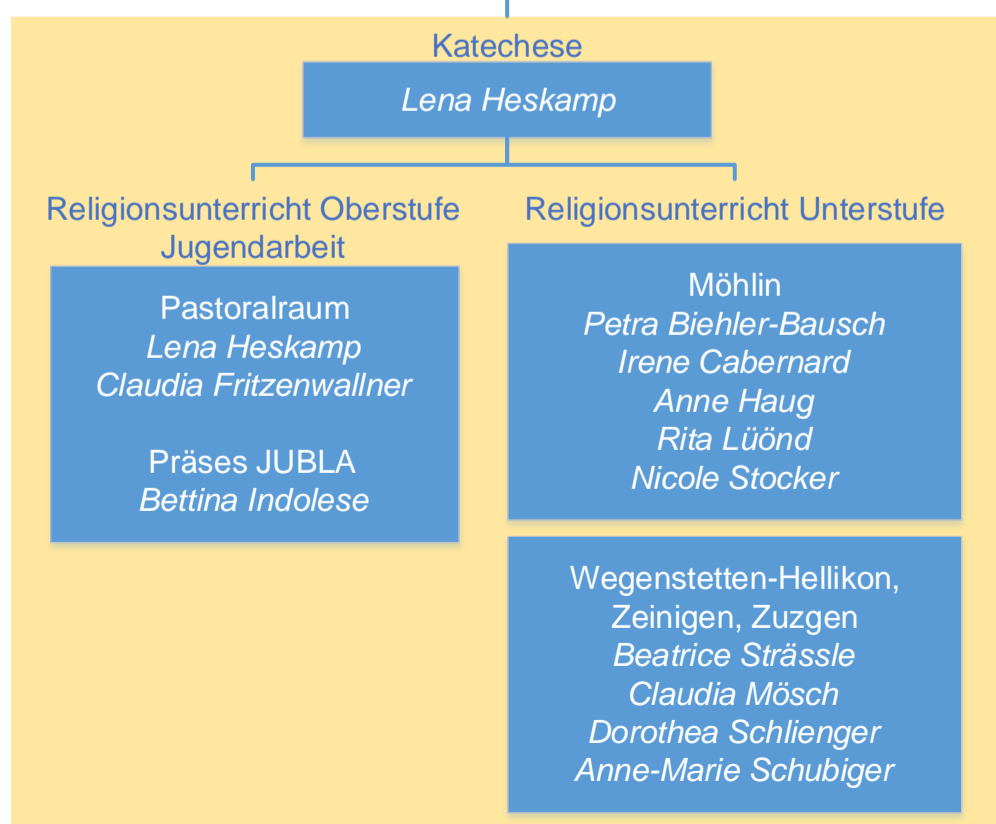 Katechese
Lena Heskamp
Religionsunterricht Oberstufe
Jugendarbeit
Pastoralraum
Lena Heskamp
Claudia Fritzenwallner
Präses JUBLA
Bettina Indolese
Religionsunterricht Unterstufe
Möhlin
Petra Biehler-Bausch
Irene Cabernard
Anne Haug
Rita Lüönd
Nicole Stocker
Wegenstetten-Hellikon,
Zeinigen, Zuzgen
Beatrice Strässle
Claudia Mösch
Dorothea Schlienger
Anne-Marie Schubiger